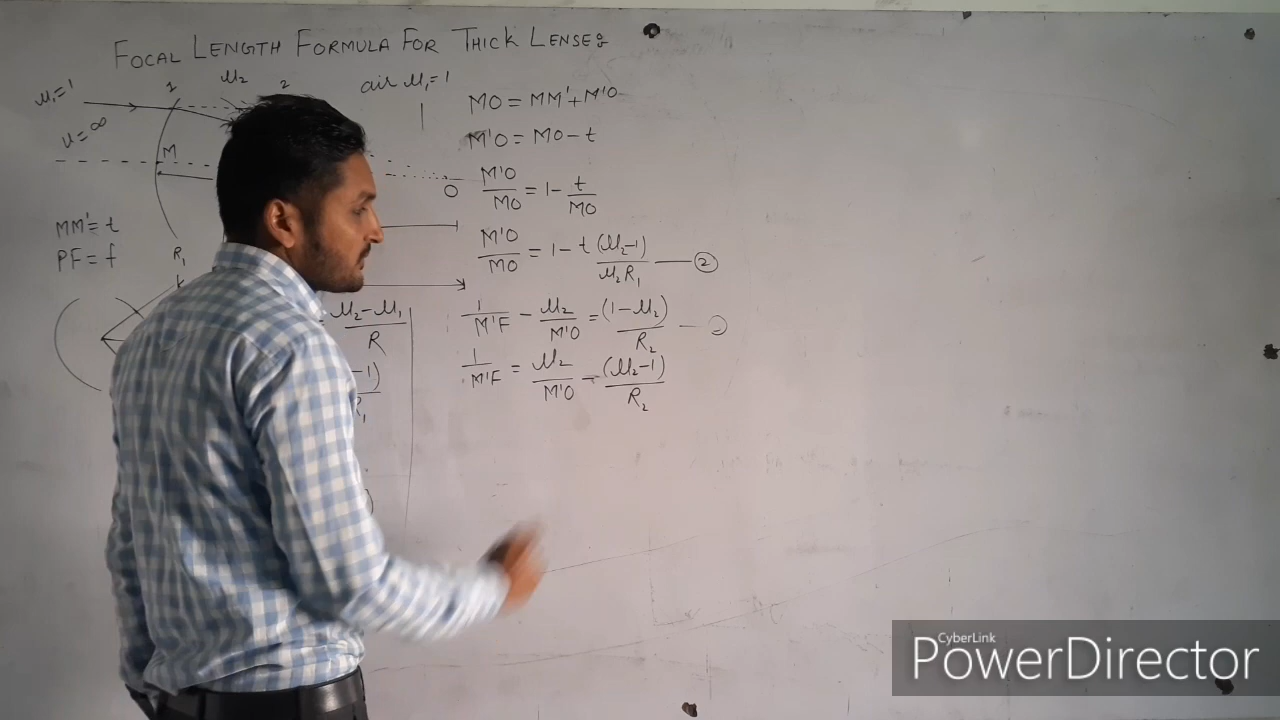 FOCAL LENGTH FORMULA FOR THICK LENSES
μ₁=1
1
μ₂
2
air μ₁=1
u=∞
M
O
MM'=t
PF=f
R₁
μ₂-μ₁/R
-1)
MO=MM'+M'O
M'O=MO-t
M'O/MO=1-t/MO
M'O/MO=1-t(μ₂-1)/μ₂R₁ —②
1/M'F-μ₂/M'O=(1-μ₂)/R₂
1/M'F=μ₂/M'O-(μ₂-1)/R₂
CyberLink
PowerDirector